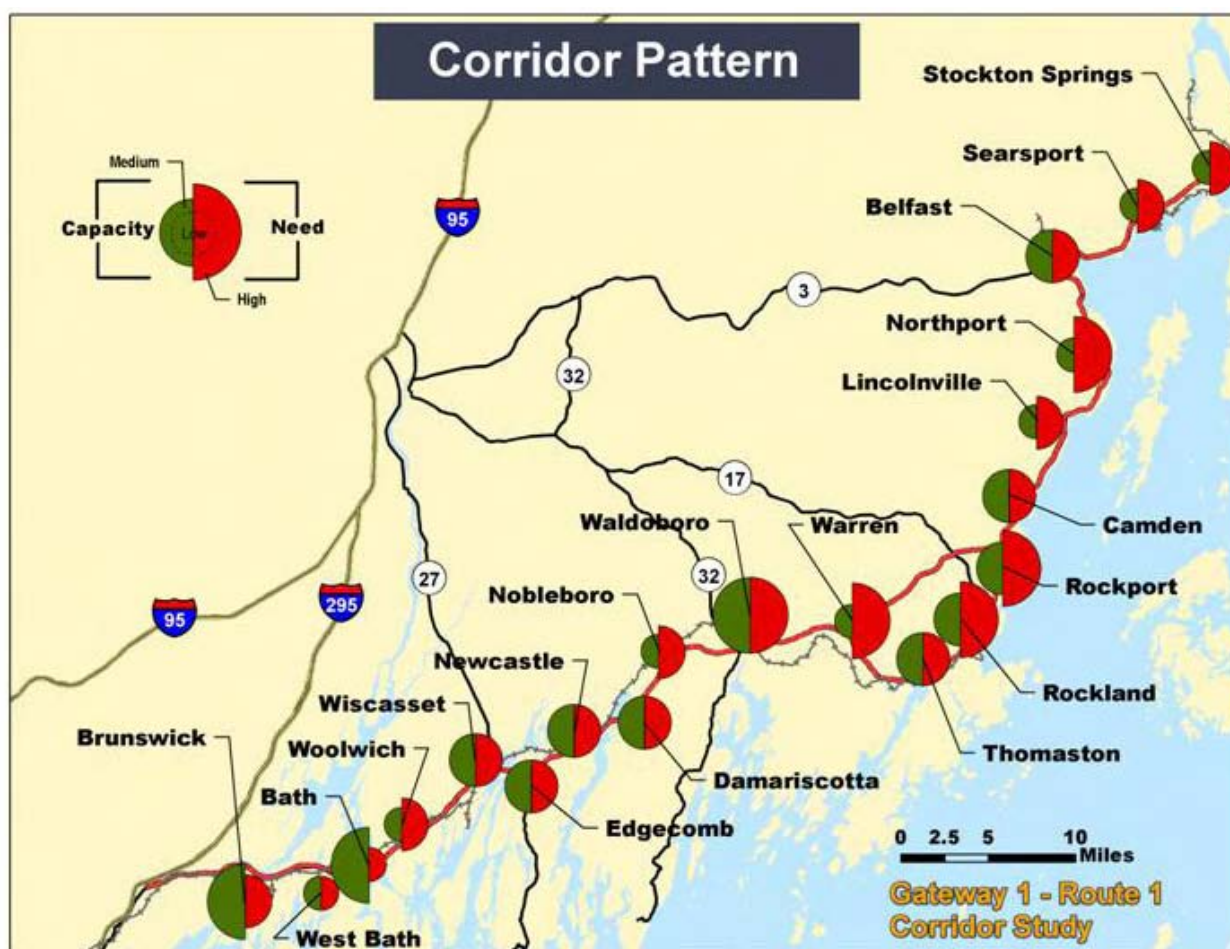 Corridor Pattern
Stockton Springs
Searsport
Medium
Belfast
95
Capacity
Low
Need
High
3
Northport
32
Lincolnville
17
Waldoboro
Warren
Camden
27
32
Rockport
Nobleboro
95
295
Newcastle
Rockland
Wiscasset
Brunswick
Woolwich
Thomaston
Bath
Damariscotta
Edgecomb
0 2.5 5 10
Miles
Gateway 1 - Route 1
Corridor Study
West Bath